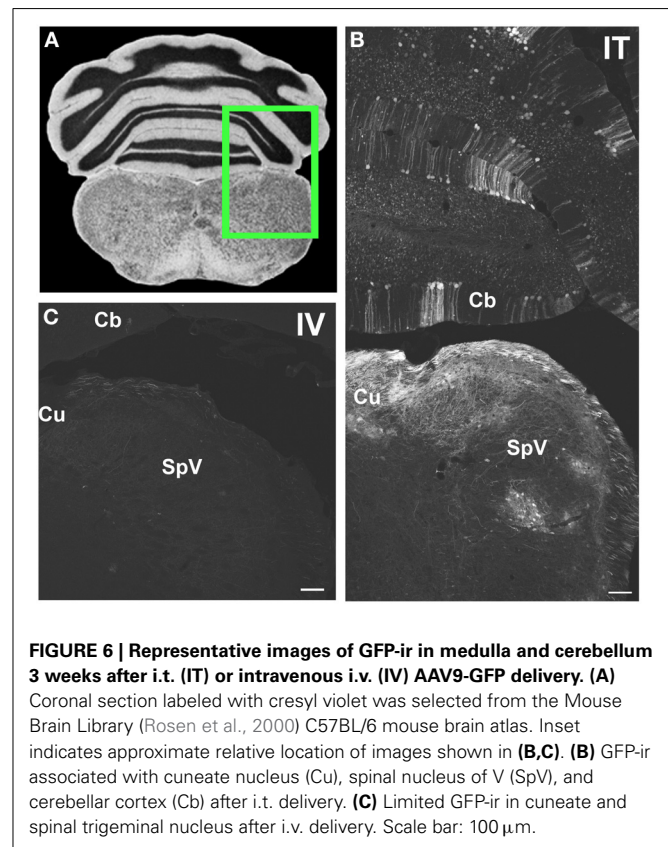 A
B
IT
Cb
C
Cb
IV
Cu
SpV
Cu
SpV
FIGURE 6 | Representative images of GFP-ir in medulla and cerebellum
3 weeks after i.t. (IT) or intravenous i.v. (IV) AAV9-GFP delivery. (A)
Coronal section labeled with cresyl violet was selected from the Mouse
Brain Library (Rosen et al., 2000) C57BL/6 mouse brain atlas. Inset
indicates approximate relative location of images shown in (B,C). (B) GFP-ir
associated with cuneate nucleus (Cu), spinal nucleus of V (SpV), and
cerebellar cortex (Cb) after i.t. delivery. (C) Limited GFP-ir in cuneate and
spinal trigeminal nucleus after i.v. delivery. Scale bar: 100 μm.